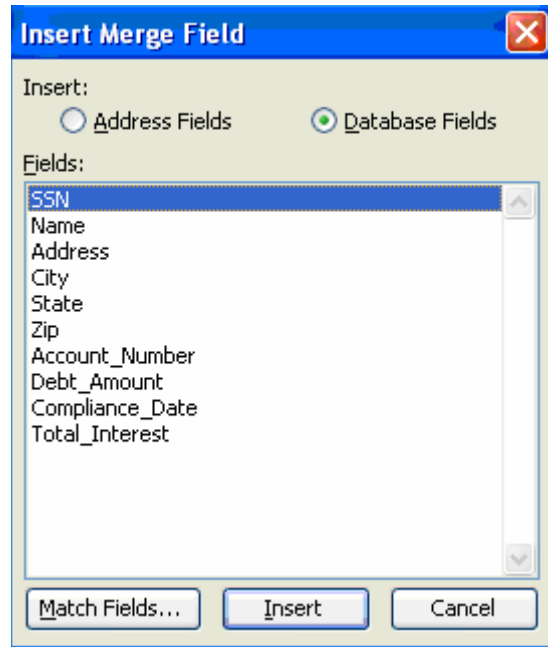 Insert Merge Field
Insert:
Address Fields Database Fields
Fields:
SSN
Name
Address
City
State
Zip
Account_Number
Debt_Amount
Compliance_Date
Total_Interest
Match Fields... Insert Cancel